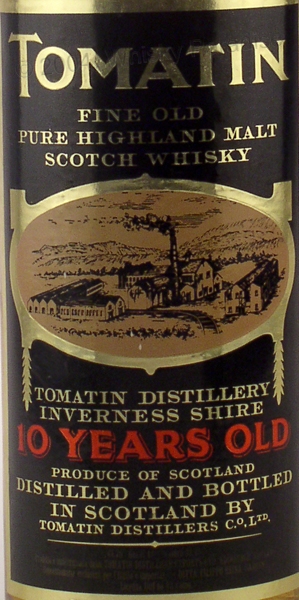 TOMATIN
FINE OLD
PURE HIGHLAND MALT
SCOTCH WHISKY
TOMATIN DISTILLERY
INVERNESS SHIRE
10 YEARS OLD
PRODUCE OF SCOTLAND
DISTILLED AND BOTTLED
IN SCOTLAND BY
TOMATIN DISTILLERS C.O, LTD.